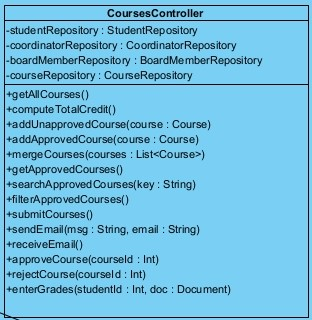 CoursesController
-studentRepository : StudentRepository
-coordinatorRepository : CoordinatorRepository
-boardMemberRepository : BoardMemberRepository
-courseRepository : CourseRepository
+getAllCourses()
+computeTotalCredit()
+addUnapprovedCourse(course : Course)
+addApprovedCourse(course : Course)
+mergeCourses(courses : List<Course>)
+getApprovedCourses()
+searchApprovedCourses(key : String)
+filterApprovedCourses()
+submitCourses()
+sendEmail(msg : String, email : String)
+receiveEmail()
+approveCourse(courseId : Int)
+rejectCourse(courseId : Int)
+enterGrades(studentId : Int, doc : Document)